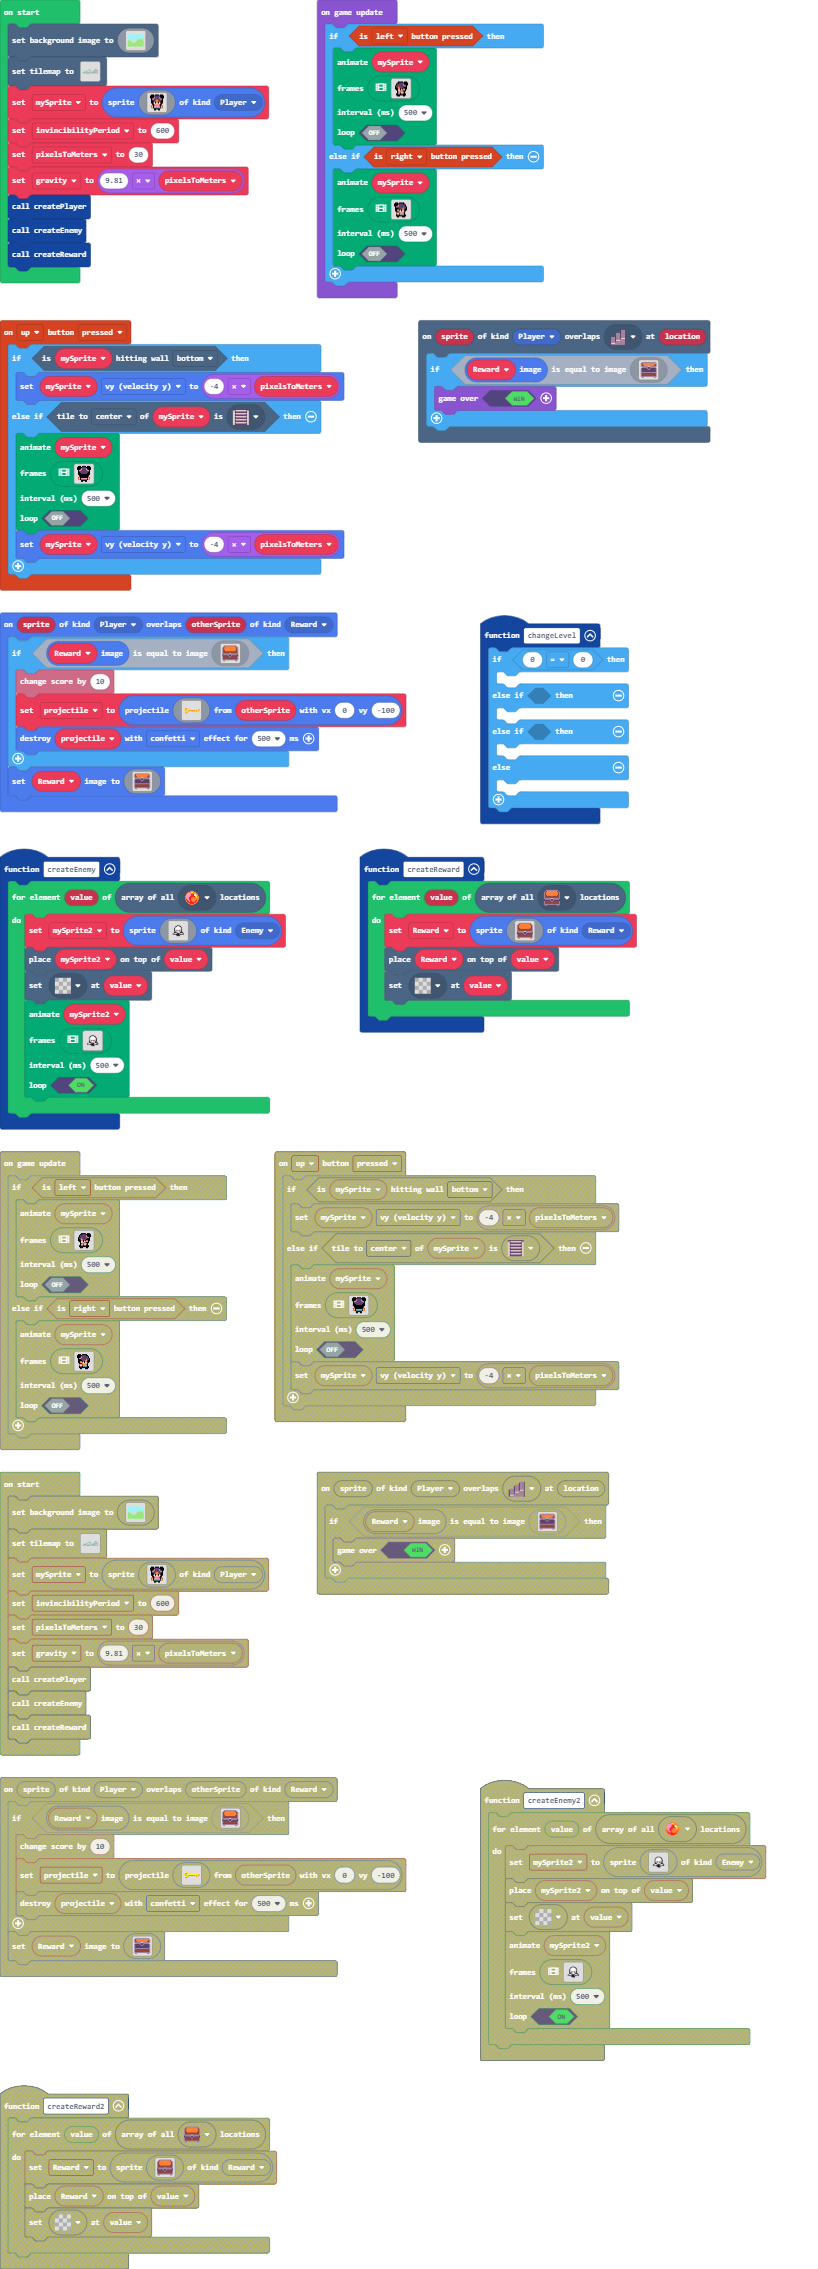 on start
set background image to
set tilemap to
set mySprite to sprite of kind Player
set invincibilityPeriod to 600
set pixelsToMeters to 30
set gravity to 9.81 × pixelsToMeters
call createPlayer
call createEnemy
call createReward
on game update
if is left button pressed then
animate mySprite
frames
interval (ms) 500
loop OFF
else if is right button pressed then
animate mySprite
frames
interval (ms) 500
loop OFF
on up button pressed
if is mySprite hitting wall bottom then
set mySprite vy (velocity y) to -4 × pixelsToMeters
else if tile to center of mySprite is then
animate mySprite
frames
interval (ms) 500
loop OFF
set mySprite vy (velocity y) to -4 × pixelsToMeters
on sprite of kind Player overlaps at location
if Reward image is equal to image then
game over WIN
on sprite of kind Player overlaps otherSprite of kind Reward
if Reward image is equal to image then
change score by 10
set projectile to projectile from otherSprite with vx 0 vy -100
destroy projectile with confetti effect for 500 ms
set Reward image to
function changeLevel
if 0 = 0 then
else if then
else if then
else
function createEnemy
for element value of array of all locations
do
set mySprite2 to sprite of kind Enemy
place mySprite2 on top of value
set at value
animate mySprite2
frames
interval (ms) 500
loop ON
function createReward
for element value of array of all locations
do
set Reward to sprite of kind Reward
place Reward on top of value
set at value
on game update
if is left button pressed then
animate mySprite
frames
interval (ms) 500
loop OFF
else if is right button pressed then
animate mySprite
frames
interval (ms) 500
loop OFF
on up button pressed
if is mySprite hitting wall bottom then
set mySprite vy (velocity y) to -4 × pixelsToMeters
else if tile to center of mySprite is then
animate mySprite
frames
interval (ms) 500
loop OFF
set mySprite vy (velocity y) to -4 × pixelsToMeters
on start
set background image to
set tilemap to
set mySprite to sprite of kind Player
set invincibilityPeriod to 600
set pixelsToMeters to 30
set gravity to 9.81 × pixelsToMeters
call createPlayer
call createEnemy
call createReward
on sprite of kind Player overlaps at location
if Reward image is equal to image then
game over WIN
on sprite of kind Player overlaps otherSprite of kind Reward
if Reward image is equal to image then
change score by 10
set projectile to projectile from otherSprite with vx 0 vy -100
destroy projectile with confetti effect for 500 ms
set Reward image to
function createEnemy2
for element value of array of all locations
do
set mySprite2 to sprite of kind Enemy
place mySprite2 on top of value
set at value
animate mySprite2
frames
interval (ms) 500
loop ON
function createReward2
for element value of array of all locations
do
set Reward to sprite of kind Reward
place Reward on top of value
set at value